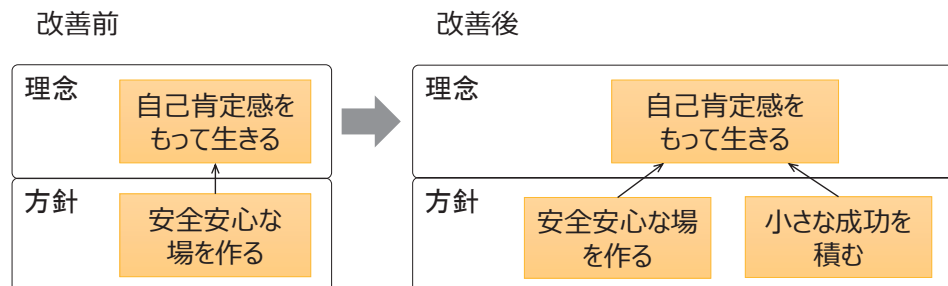 改善前
改善後
理念
自己肯定感を
もって生きる
理念
自己肯定感を
もって生きる
方針
安全安心な
場を作る
方針
安全安心な場
を作る
小さな成功を
積む